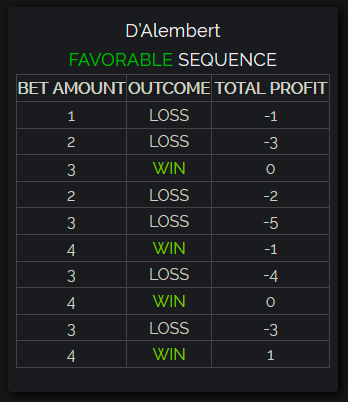 D'Alembert
FAVORABLE SEQUENCE
BET AMOUNT OUTCOME TOTAL PROFIT
1 LOSS -1
2 LOSS -3
3 WIN 0
2 LOSS -2
3 LOSS -5
4 WIN -1
3 LOSS -4
4 WIN 0
3 LOSS -3
4 WIN 1